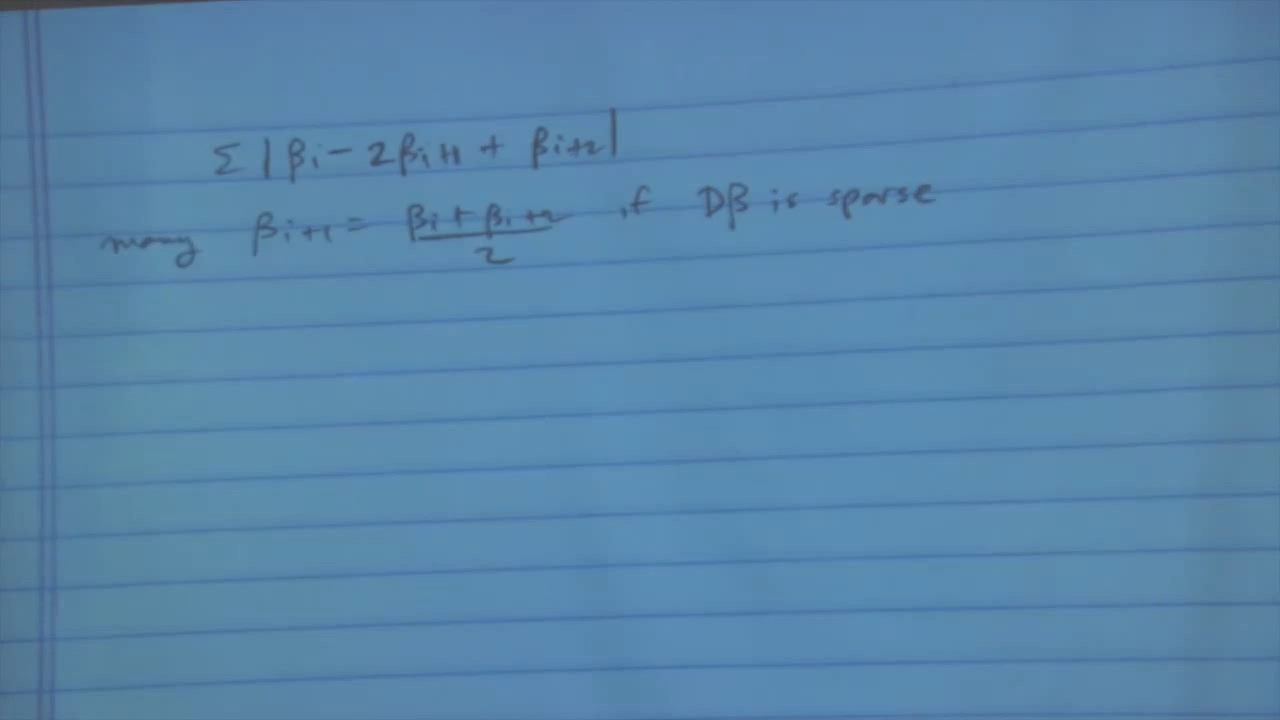 Σ |βi − 2βi+1 + βi+2|
many βi+1 = (βi + βi+2)/2 if Dβ is sparse